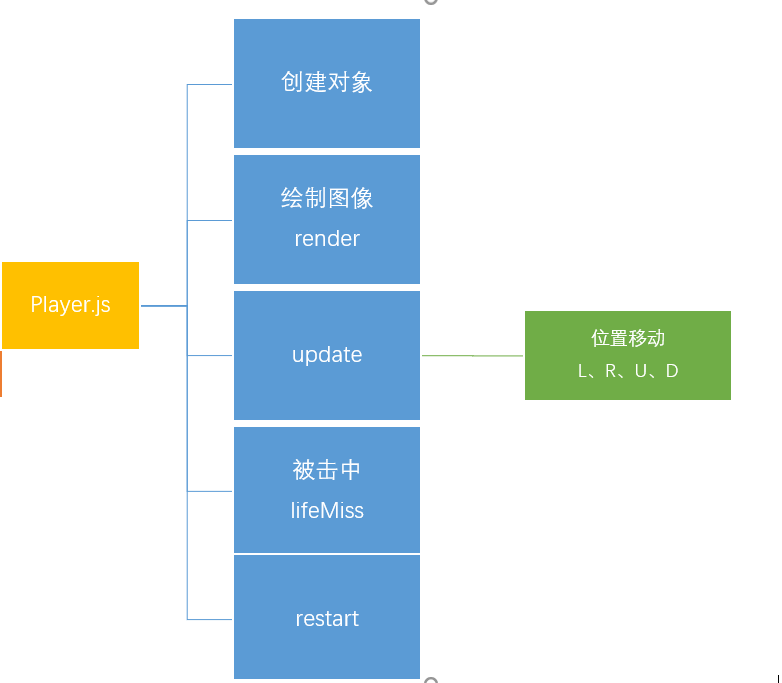 创建对象
绘制图像
render
Player.js
update
位置移动
L、R、U、D
被击中
lifeMiss
restart